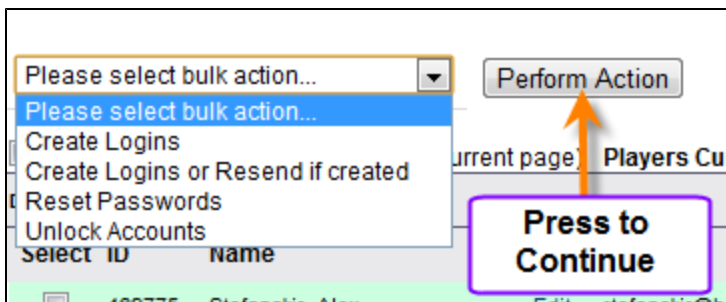 Please select bulk action...
Perform Action
Please select bulk action...
Create Logins
Create Logins or Resend if created
urrent page) Players Cu
Reset Passwords
Unlock Accounts
Press to
Continue
Select ID Name
Edit